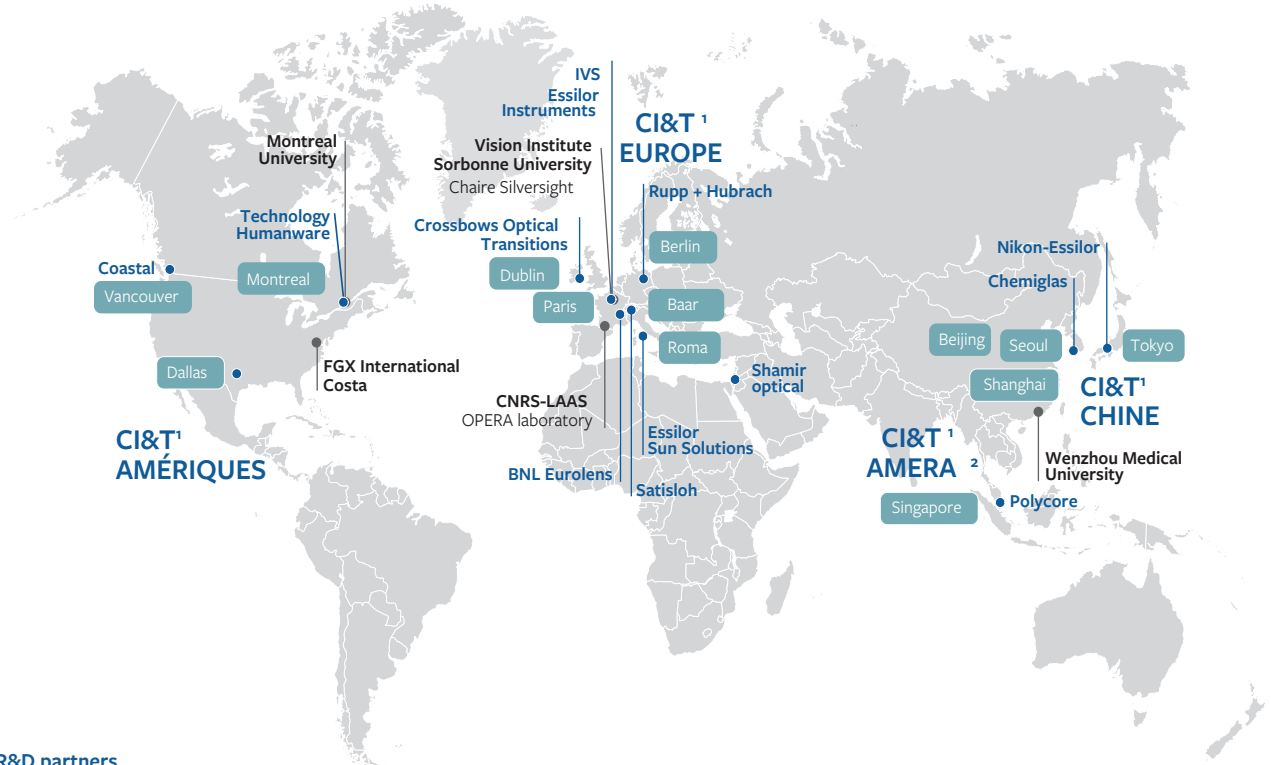 IVS
Essilor
Instruments
CI&T ¹
EUROPE
Montreal
University
Vision Institute
Sorbonne University
Chaire Silversight
Rupp + Hubrach
Technology
Humanware
Crossbows Optical
Transitions
Berlin
Nikon-Essilor
Coastal
Montreal
Dublin
Chemiglas
Vancouver
Paris
Baar
Beijing
Seoul
Tokyo
Roma
Dallas
FGX International
Costa
Shamir
optical
Shanghai
CI&T¹
CHINE
CNRS-LAAS
OPERA laboratory
CI&T¹
AMÉRIQUES
Essilor
Sun Solutions
CI&T ¹
AMERA ²
Wenzhou Medical
University
BNL Eurolens
Satisloh
Singapore
Polycore
R&D partners